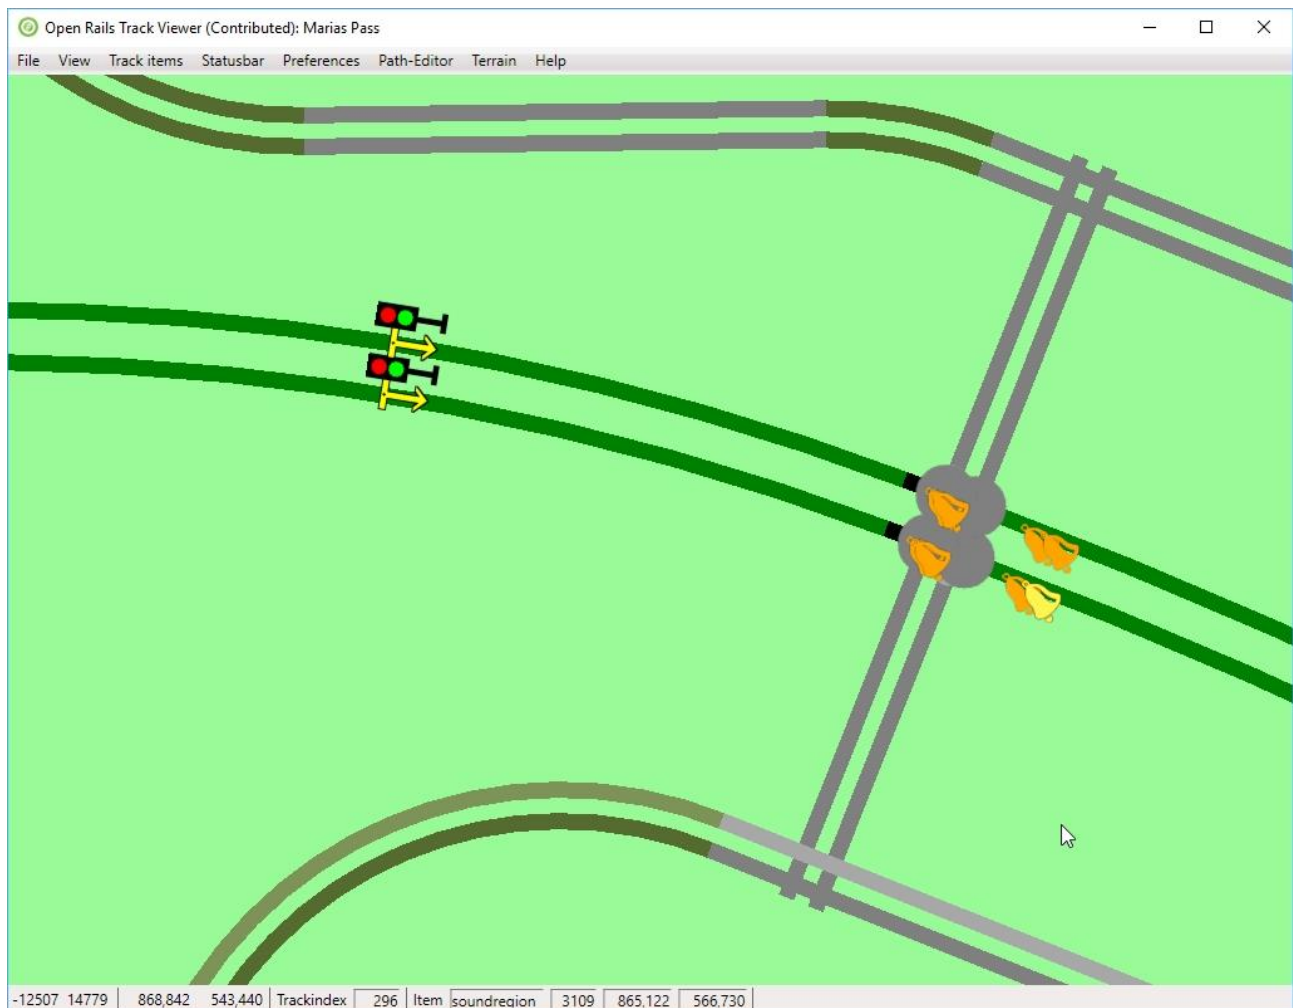 Open Rails Track Viewer (Contributed): Marias Pass
File View Track items Statusbar Preferences Path-Editor Terrain Help
-12507 14779 868,842 543,440 Trackindex 296 Item soundregion 3109 865,122 566,730